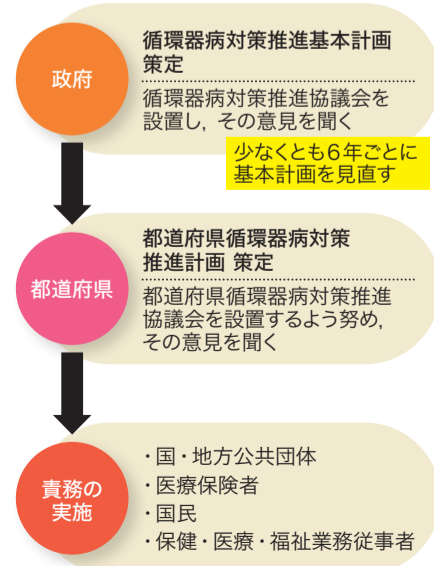 政府
循環器病対策推進基本計画
策定
循環器病対策推進協議会を
設置し，その意見を聞く
少なくとも6年ごとに
基本計画を見直す
都道府県
都道府県循環器病対策
推進計画 策定
都道府県循環器病対策推進
協議会を設置するよう努め，
その意見を聞く
責務の
実施
・国・地方公共団体
・医療保険者
・国民
・保健・医療・福祉業務従事者